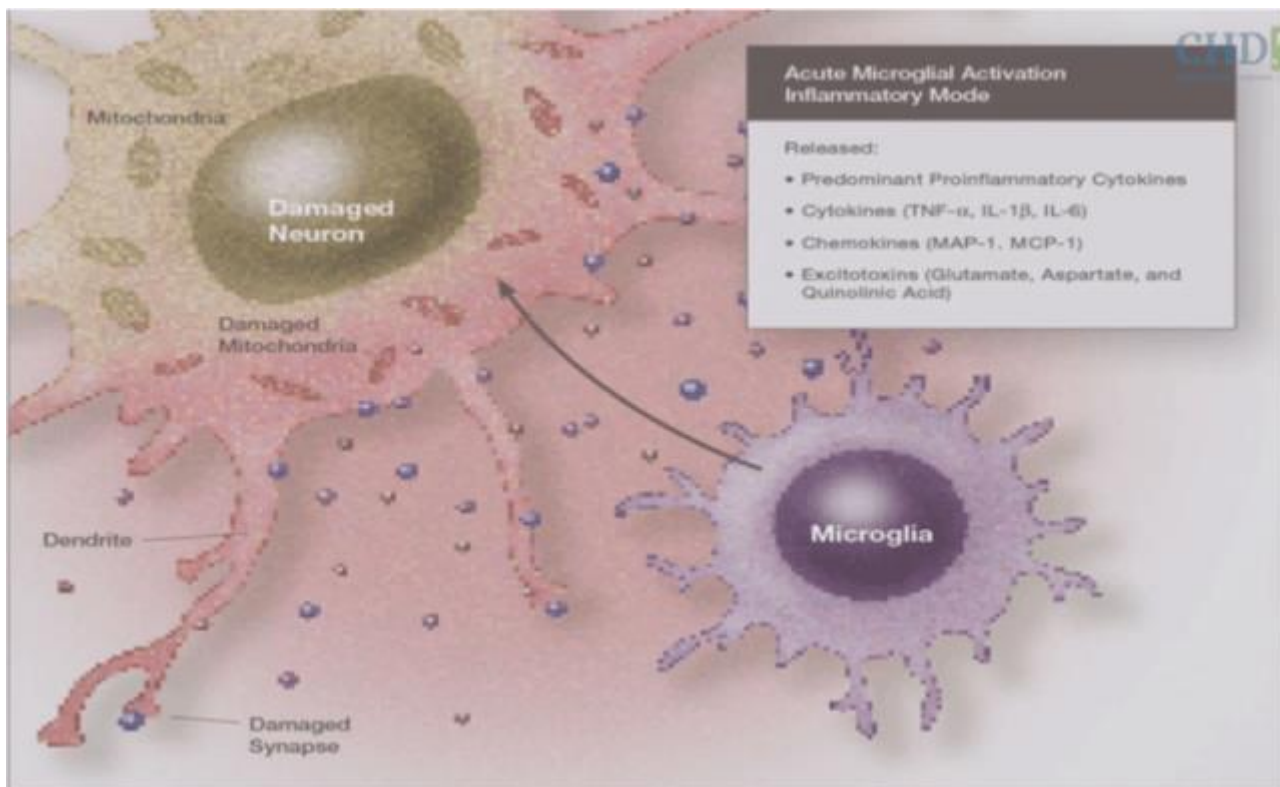 CHD
Acute Microglial Activation
Inflammatory Mode
Released:
• Predominant Proinflammatory Cytokines
• Cytokines (TNF-α, IL-1β, IL-6)
• Chemokines (MAP-1, MCP-1)
• Excitotoxins (Glutamate, Aspartate, and
Quinolinic Acid)
Mitochondria
Damaged
Neuron
Damaged
Mitochondria
Microglia
Dendrite
Damaged
Synapse